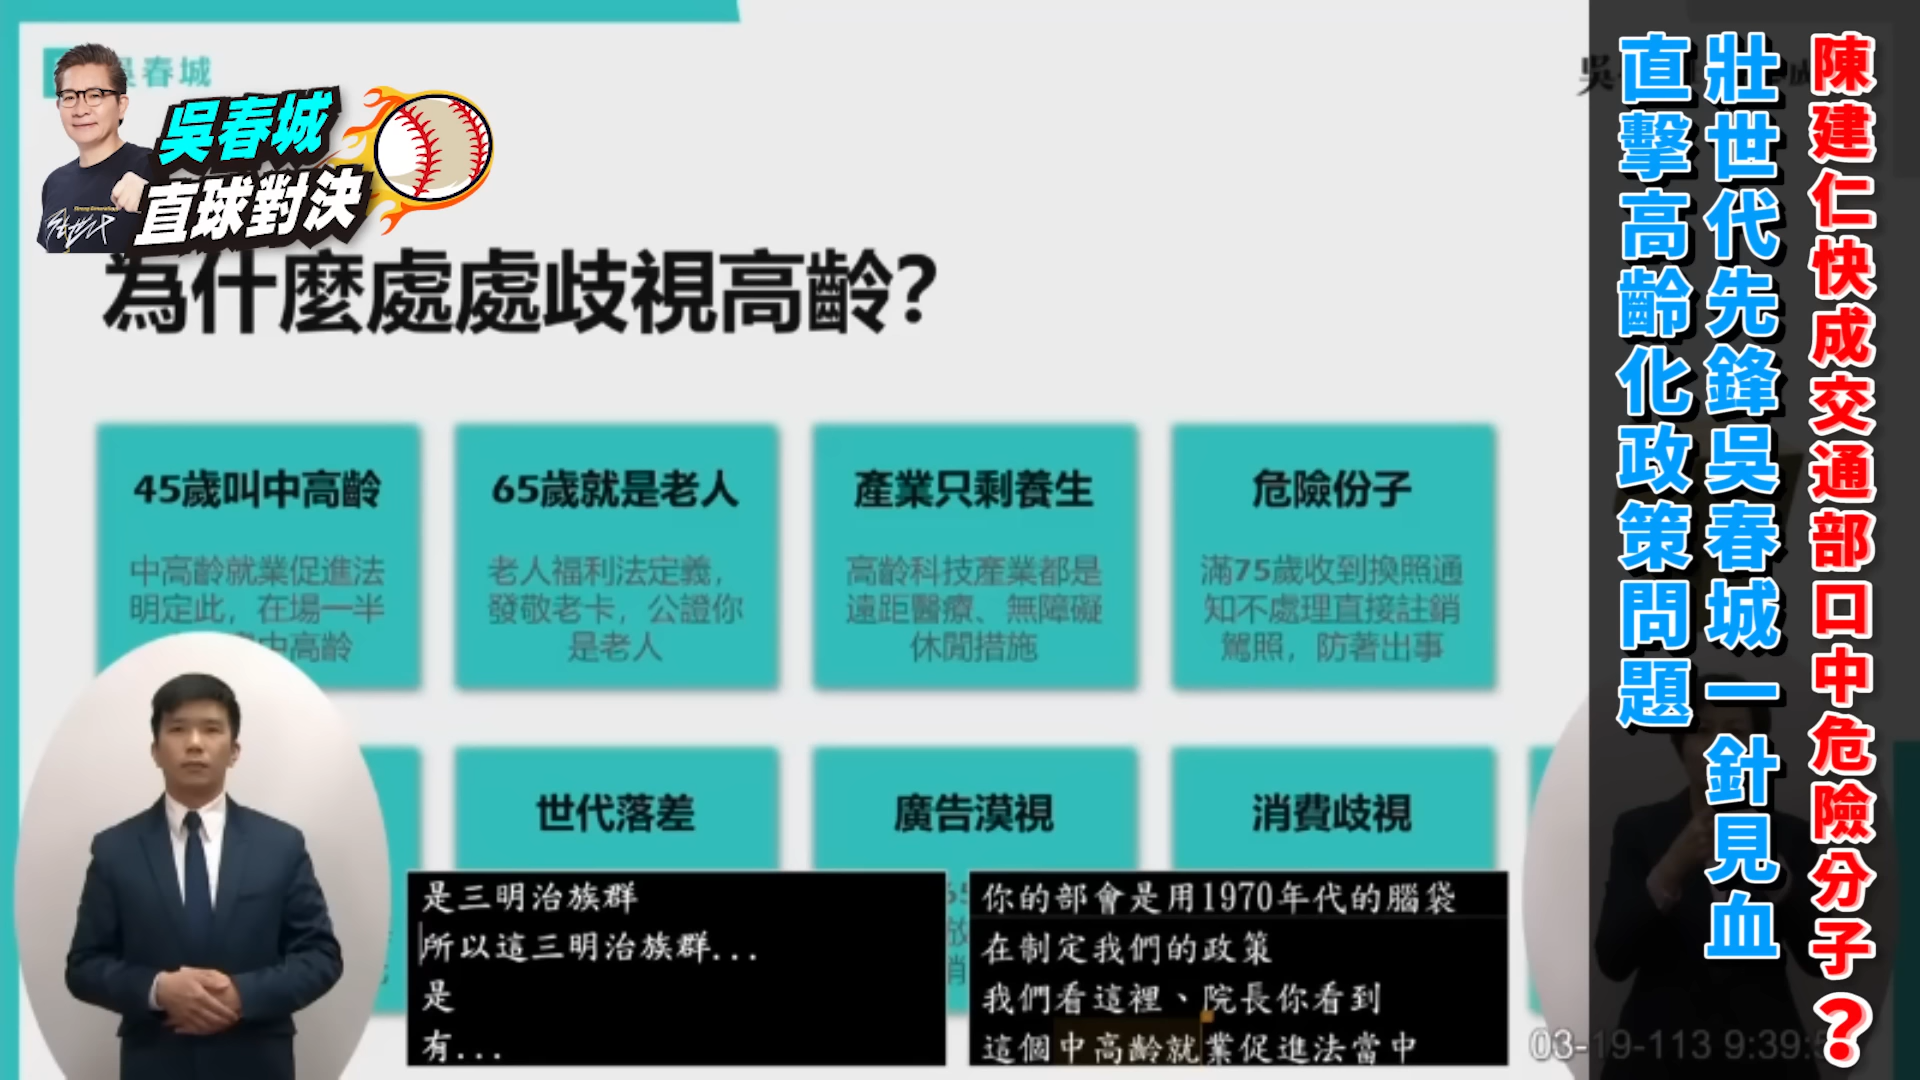 吳春城
吳春城
直球對決
為什麼處處歧視高齡?
45歲叫中高齡
中高齡就業促進法
明定此，在場一半
中高齡
65歲就是老人
老人福利法定義，
發敬老卡，公證你
是老人
產業只剩養生
高齡科技產業都是
遠距醫療、無障礙
休閒措施
危險份子
滿75歲收到換照通
知不處理直接註銷
駕照，防著出事
世代落差
廣告漠視
消費歧視
是三明治族群
所以這三明治族群...
是
有...
你的部會是用1970年代的腦袋
在制定我們的政策
我們看這裡、院長你看到
這個中高齡就業促進法當中
陳建仁快成交通部口中危險分子？
壯世代先鋒吳春城一針見血
直擊高齡化政策問題
03-19-113 9:39: